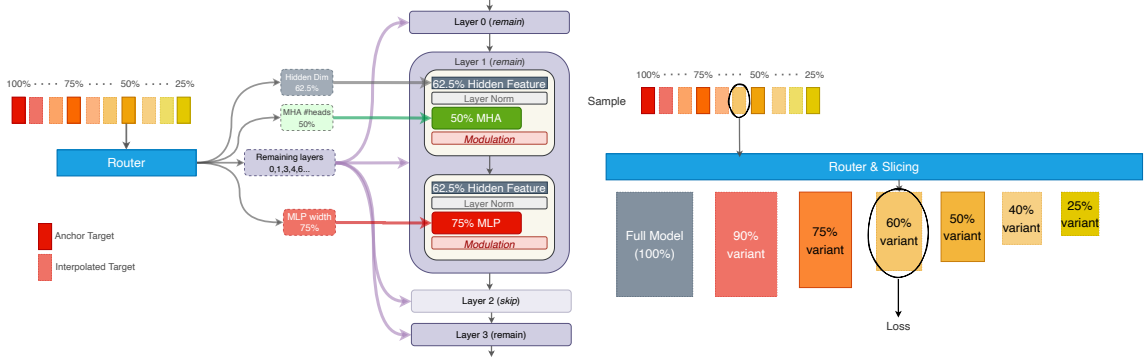 100% · · · · 75% · · · · 50% · · · · 25%
Router
Anchor Target
Interpolated Target
Hidden Dim
62.5%
MHA #heads
50%
Remaining layers
0,1,3,4,6...
MLP width
75%
Layer 0 (remain)
Layer 1 (remain)
62.5% Hidden Feature
Layer Norm
50% MHA
Modulation
62.5% Hidden Feature
Layer Norm
75% MLP
Modulation
Layer 2 (skip)
Layer 3 (remain)
100% · · · · 75% · · · · 50% · · · · 25%
Sample
Router & Slicing
Full Model
(100%)
90%
variant
75%
variant
60%
variant
50%
variant
40%
variant
25%
variant
Loss